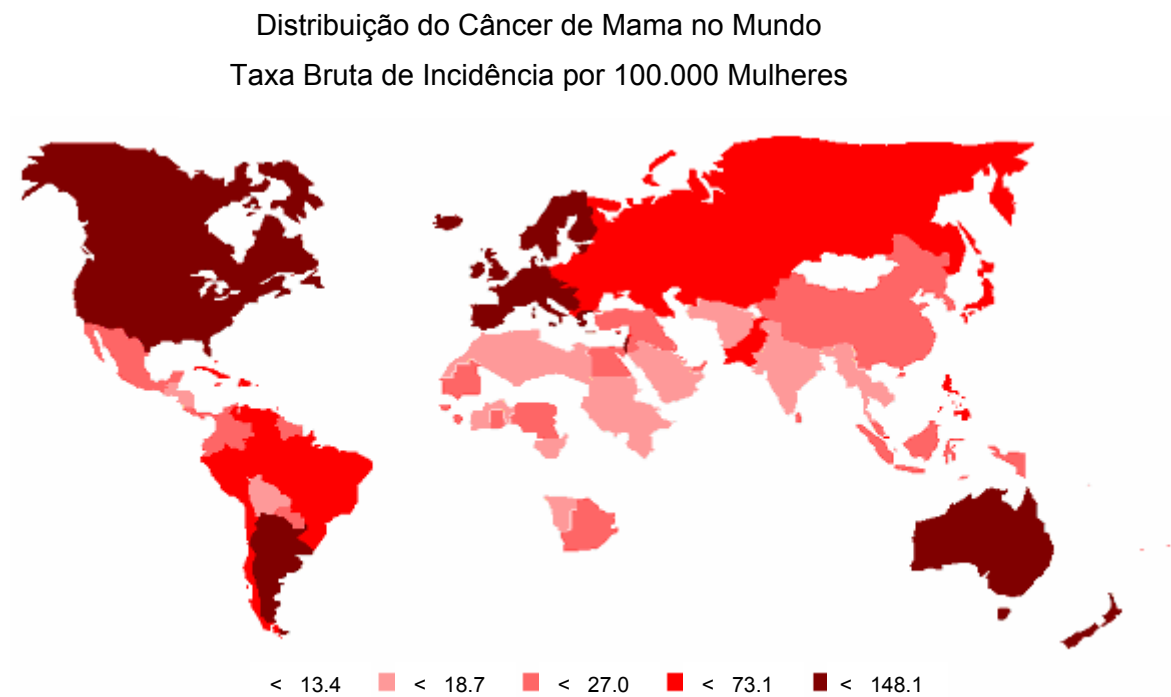 Distribuição do Câncer de Mama no Mundo
Taxa Bruta de Incidência por 100.000 Mulheres
< 13.4 < 18.7 < 27.0 < 73.1 < 148.1